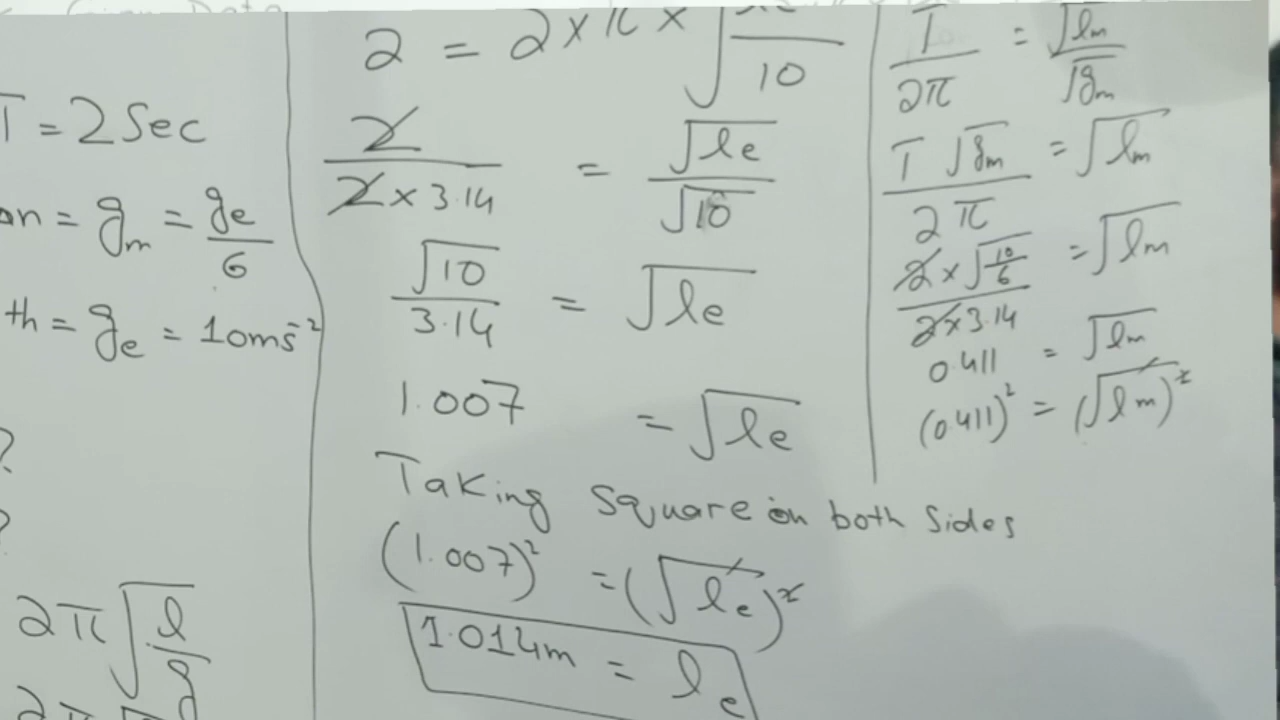 T = 2 Sec
on = gₘ = gₑ/6
th = gₑ = 10ms⁻²
?
?
2π√(l/g)
2 = 2 × π × √(/10)
2/(2 × 3.14) = √lₑ/√10
√10/3.14 = √lₑ
1.007 = √lₑ
Taking Square on both Sides
(1.007)² = (√lₑ)²
1.014m = lₑ
T/2π = √lₘ/√gₘ
T √gₘ/2π = √lₘ
2 × √(10/6)/(2 × 3.14) = √lₘ
0.411 = √lₘ
(0.411)² = (√lₘ)²